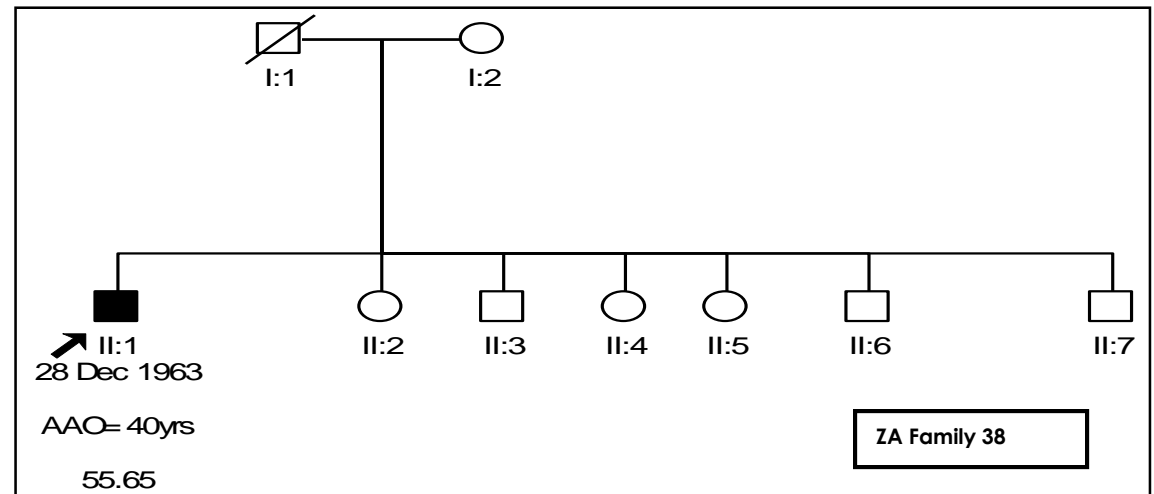 I:1 I:2
II:1 II:2 II:3 II:4 II:5 II:6 II:7
28 Dec 1963
AAO= 40yrs
ZA Family 38
55.65